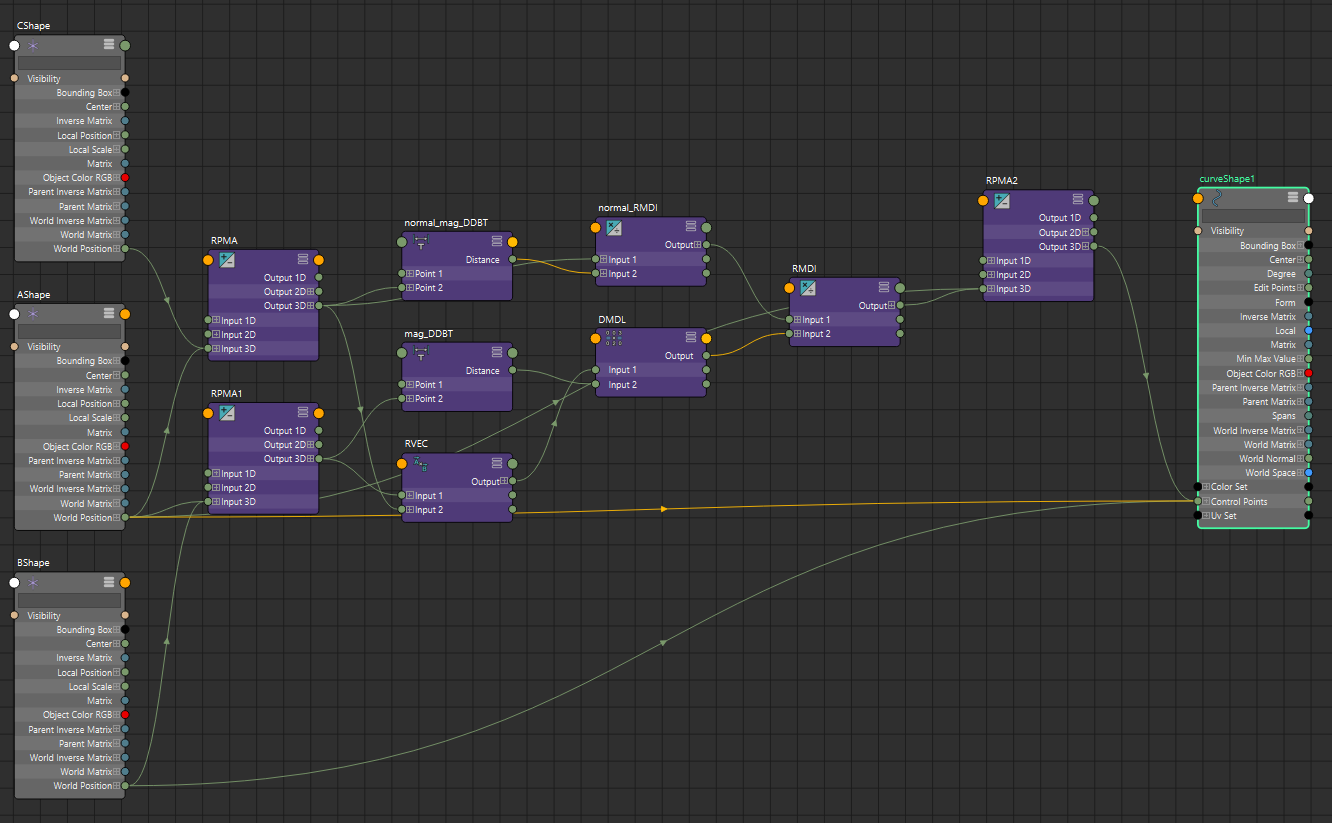 CShape
Visibility
Bounding Box
Center
Inverse Matrix
Local Position
Local Scale
Matrix
Object Color RGB
Parent Inverse Matrix
Parent Matrix
World Inverse Matrix
World Matrix
World Position
AShape
Visibility
Bounding Box
Center
Inverse Matrix
Local Position
Local Scale
Matrix
Object Color RGB
Parent Inverse Matrix
Parent Matrix
World Inverse Matrix
World Matrix
World Position
BShape
Visibility
Bounding Box
Center
Inverse Matrix
Local Position
Local Scale
Matrix
Object Color RGB
Parent Inverse Matrix
Parent Matrix
World Inverse Matrix
World Matrix
World Position
RPMA
Output 1D
Output 2D
Output 3D
Input 1D
Input 2D
Input 3D
RPMA1
Output 1D
Output 2D
Output 3D
Input 1D
Input 2D
Input 3D
normal_mag_DDBT
Distance
Point 1
Point 2
mag_DDBT
Distance
Point 1
Point 2
RVEC
Output
Input 1
Input 2
normal_RMDI
Output
Input 1
Input 2
DMDL
Output
Input 1
Input 2
RMDI
Output
Input 1
Input 2
RPMA2
Output 1D
Output 2D
Output 3D
Input 1D
Input 2D
Input 3D
curveShape1
Visibility
Bounding Box
Center
Degree
Edit Points
Form
Inverse Matrix
Local
Matrix
Min Max Value
Object Color RGB
Parent Inverse Matrix
Parent Matrix
Spans
World Inverse Matrix
World Matrix
World Normal
World Space
Color Set
Control Points
Uv Set